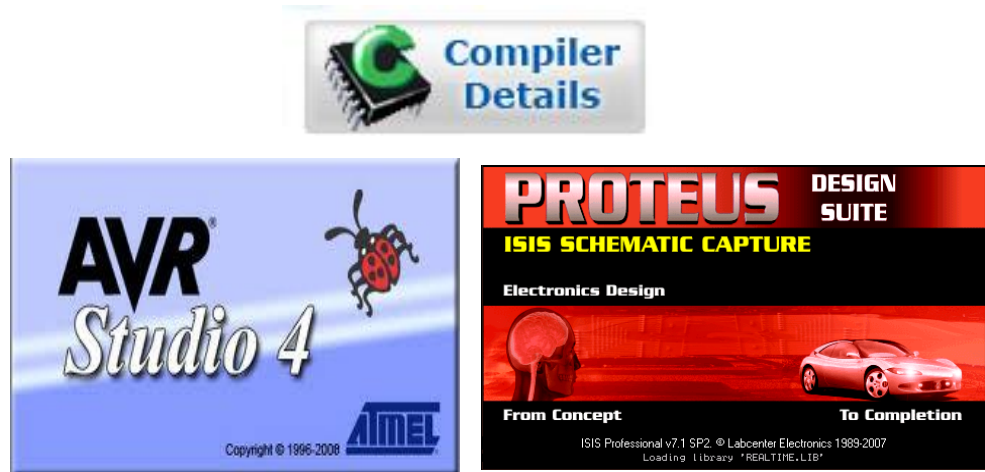 C Compiler
Details
AVR®
Studio 4
ATMEL
Copyright © 1996-2008
PROTEUS DESIGN
SUITE
ISIS SCHEMATIC CAPTURE
Electronics Design
From Concept To Completion
ISIS Professional v7.1 SP2. © Labcenter Electronics 1989-2007
Loading library 'REALTIME.LIB'